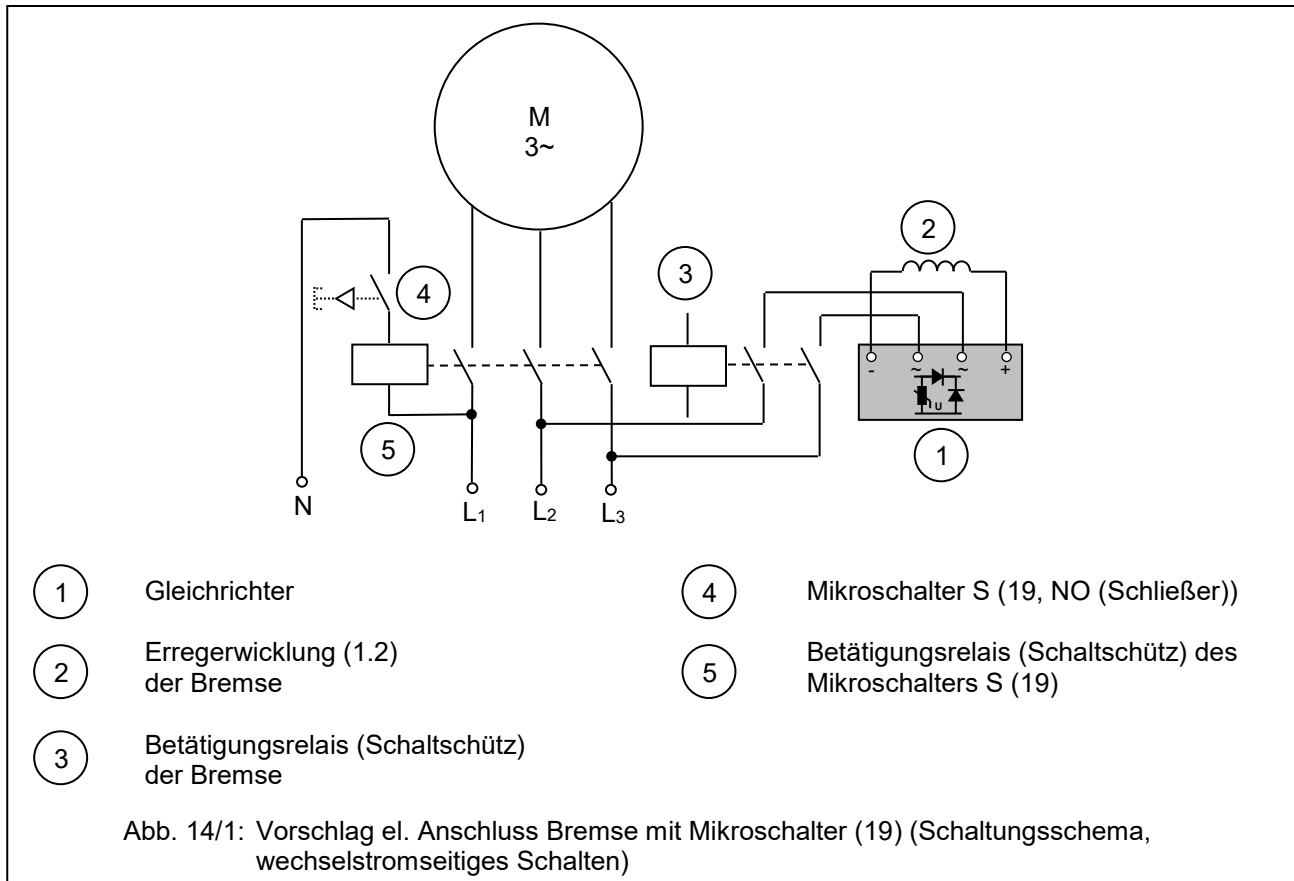 M
3~
2
3
4
- ~ ~ +
U
5
1
N
L1
L2
L3
1 Gleichrichter
4 Mikroschalter S (19, NO (Schließer))
2 Erregerwicklung (1.2)
der Bremse
5 Betätigungsrelais (Schaltschütz) des
Mikroschalters S (19)
3 Betätigungsrelais (Schaltschütz)
der Bremse
Abb. 14/1: Vorschlag el. Anschluss Bremse mit Mikroschalter (19) (Schaltungsschema,
wechselstromseitiges Schalten)